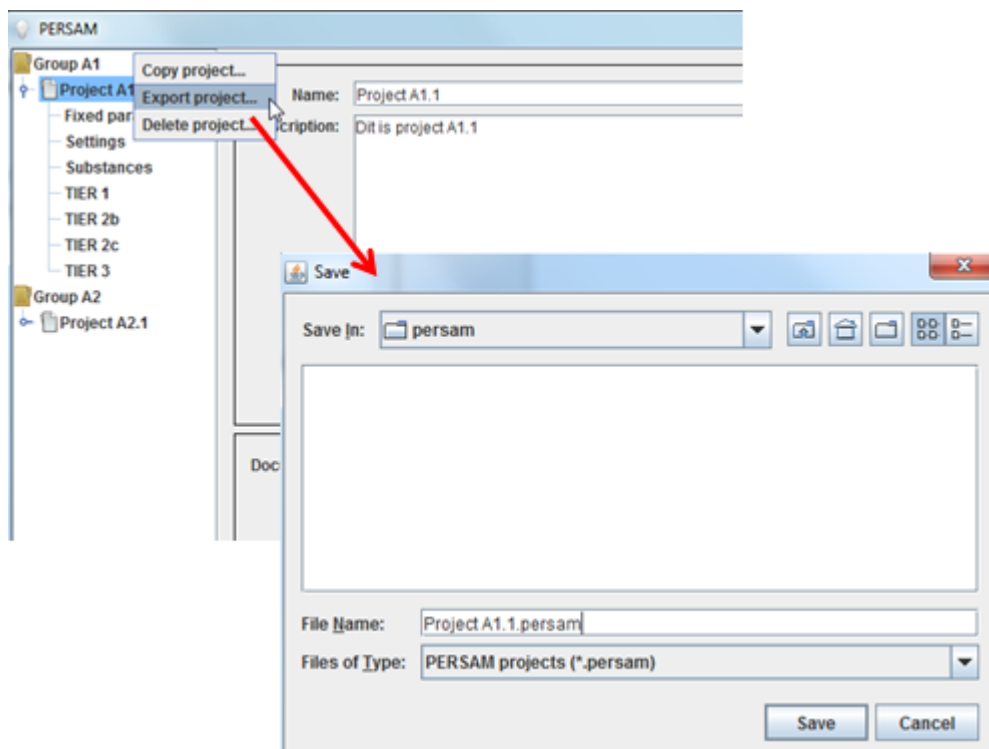 PERSAM
Group A1
Copy project...
Project A1
Export project...
Name: Project A1.1
Fixed par
Delete project...
cription: Dit is project A1.1
Settings
Substances
TIER 1
TIER 2b
TIER 2c
TIER 3
Group A2
Project A2.1
Doc
Save
Save In: persam
File Name: Project A1.1.persam
Files of Type: PERSAM projects (*.persam)
Save Cancel